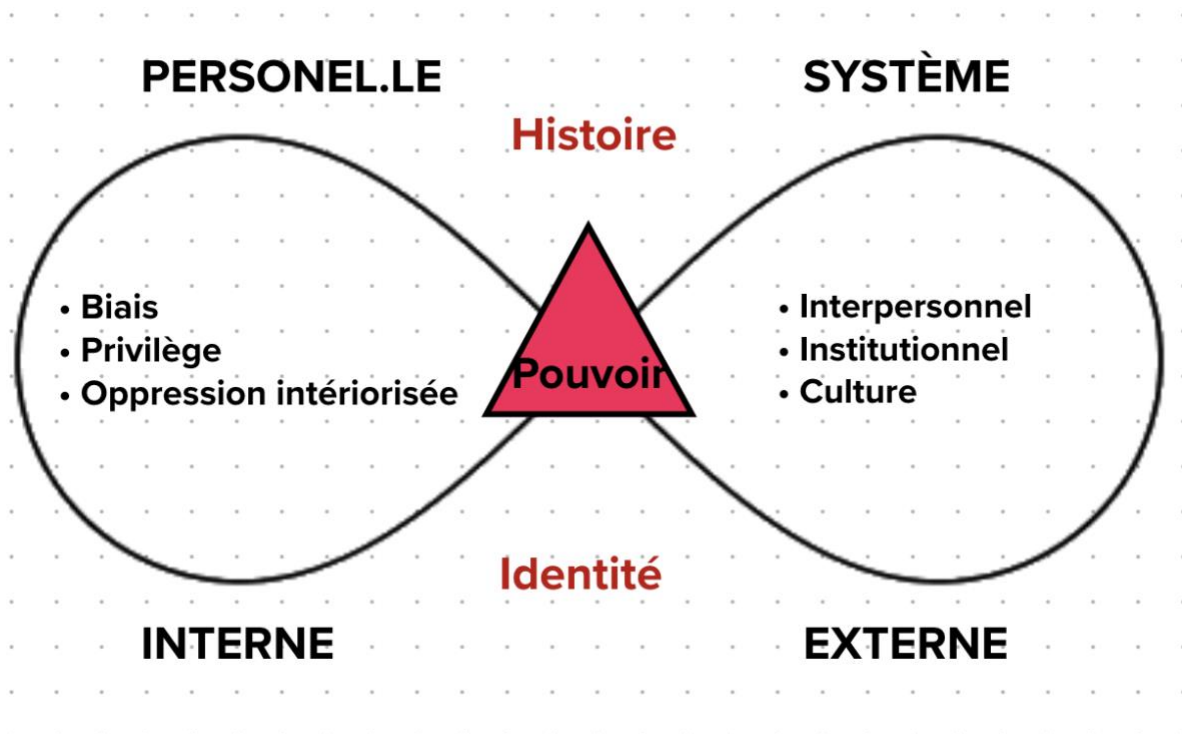 PERSONEL.LE
SYSTÈME
Histoire
• Biais
• Privilège
• Oppression intériorisée
Pouvoir
• Interpersonnel
• Institutionnel
• Culture
Identité
INTERNE
EXTERNE